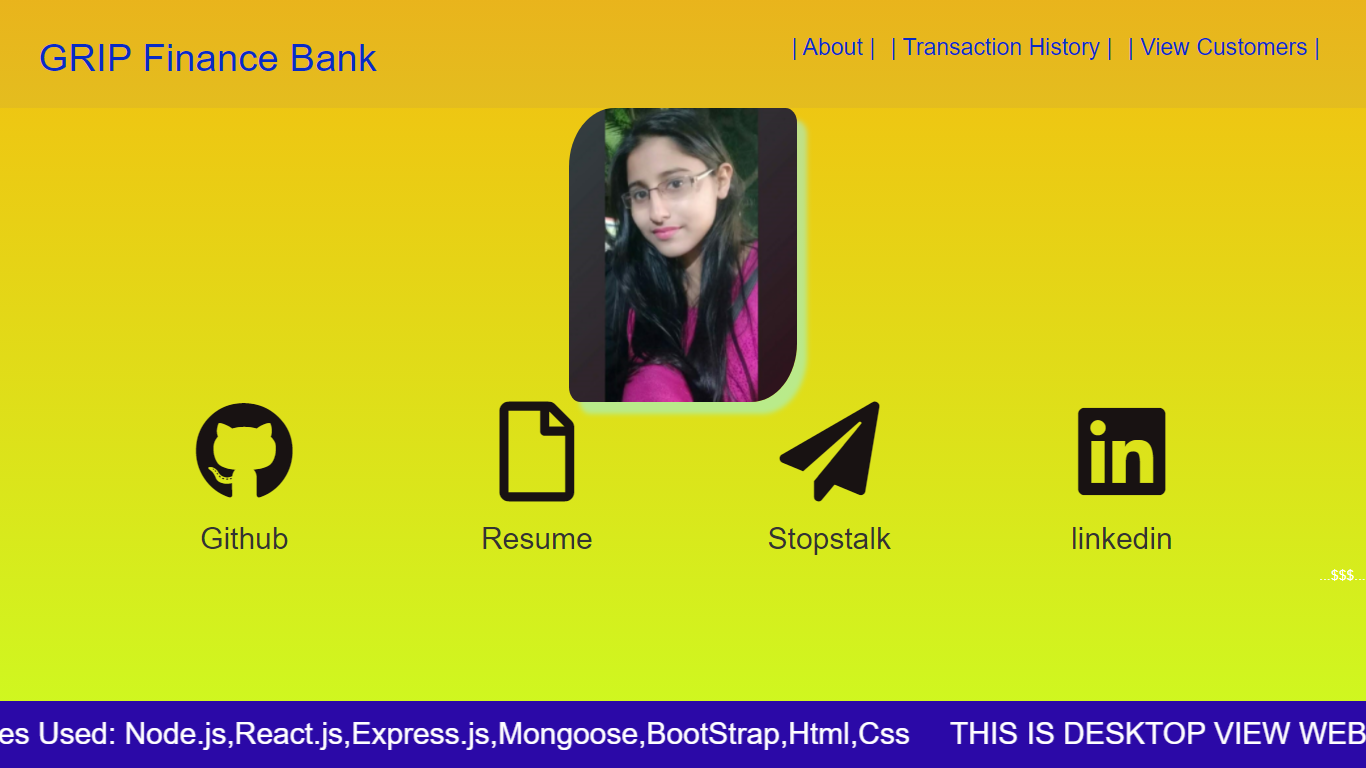 GRIP Finance Bank
| About | | Transaction History | | View Customers |
Github Resume Stopstalk linkedin
...$$$...
es Used: Node.js,React.js,Express.js,Mongoose,BootStrap,Html,Css THIS IS DESKTOP VIEW WEB